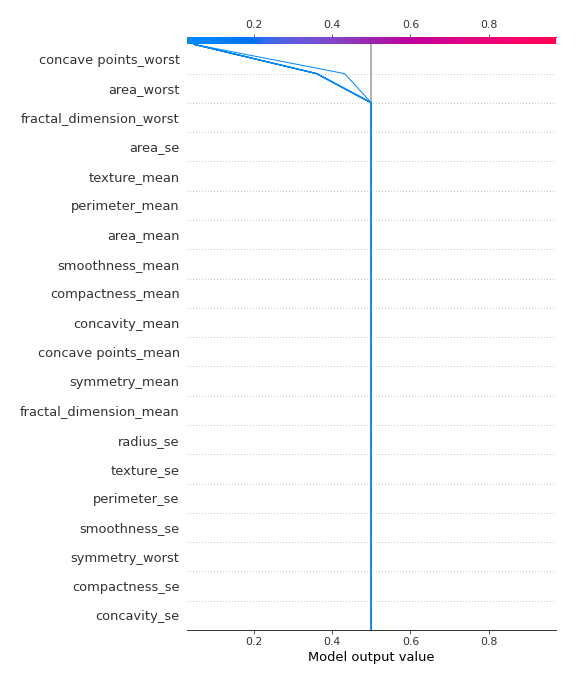 0.2 0.4 0.6 0.8
concave points_worst
area_worst
fractal_dimension_worst
area_se
texture_mean
perimeter_mean
area_mean
smoothness_mean
compactness_mean
concavity_mean
concave points_mean
symmetry_mean
fractal_dimension_mean
radius_se
texture_se
perimeter_se
smoothness_se
symmetry_worst
compactness_se
concavity_se
0.2 0.4 0.6 0.8
Model output value